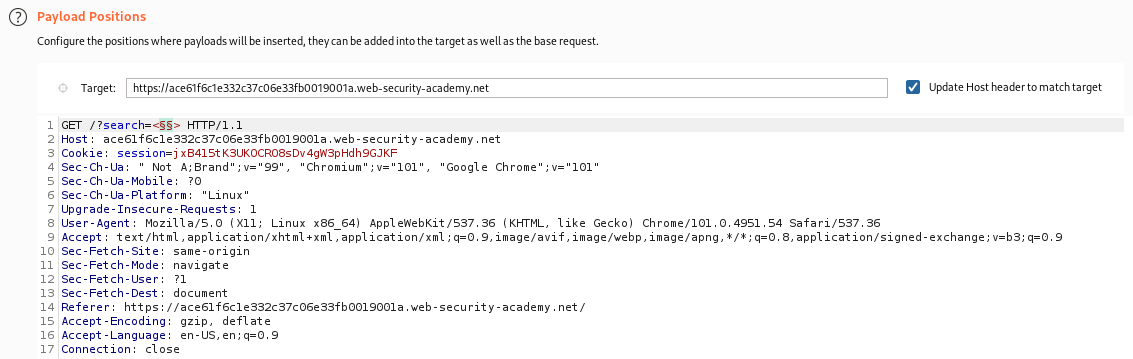 Payload Positions
Configure the positions where payloads will be inserted, they can be added into the target as well as the base request.
Target: https://ace61f6c1e332c37c06e33fb0019001a.web-security-academy.net Update Host header to match target
1 GET /?search=<§§> HTTP/1.1
2 Host: ace61f6c1e332c37c06e33fb0019001a.web-security-academy.net
3 Cookie: session=jxB415tK3UKOCRO8sDv4gW3pHdh9GJKF
4 Sec-Ch-Ua: " Not A;Brand";v="99", "Chromium";v="101", "Google Chrome";v="101"
5 Sec-Ch-Ua-Mobile: ?0
6 Sec-Ch-Ua-Platform: "Linux"
7 Upgrade-Insecure-Requests: 1
8 User-Agent: Mozilla/5.0 (X11; Linux x86_64) AppleWebKit/537.36 (KHTML, like Gecko) Chrome/101.0.4951.54 Safari/537.36
9 Accept: text/html,application/xhtml+xml,application/xml;q=0.9,image/avif,image/webp,image/apng,*/*;q=0.8,application/signed-exchange;v=b3;q=0.9
10 Sec-Fetch-Site: same-origin
11 Sec-Fetch-Mode: navigate
12 Sec-Fetch-User: ?1
13 Sec-Fetch-Dest: document
14 Referer: https://ace61f6c1e332c37c06e33fb0019001a.web-security-academy.net/
15 Accept-Encoding: gzip, deflate
16 Accept-Language: en-US,en;q=0.9
17 Connection: close